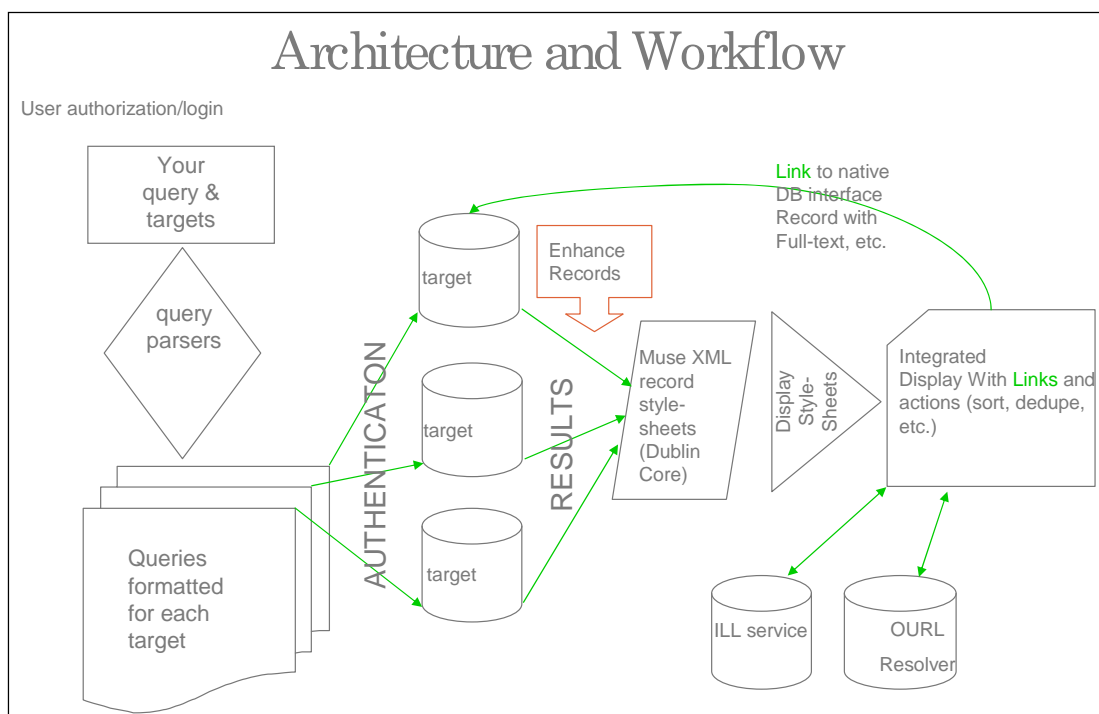 Architecture and Workflow
User authorization/login
Your
query &
targets
query
parsers
Queries
formatted
for each
target
AUTHENTICATON
target
target
target
RESULTS
Enhance
Records
Muse XML
record
style-
sheets
(Dublin
Core)
Display
Style-
Sheets
Link to native
DB interface
Record with
Full-text, etc.
Integrated
Display With Links and
actions (sort, dedupe,
etc.)
ILL service
OURL
Resolver